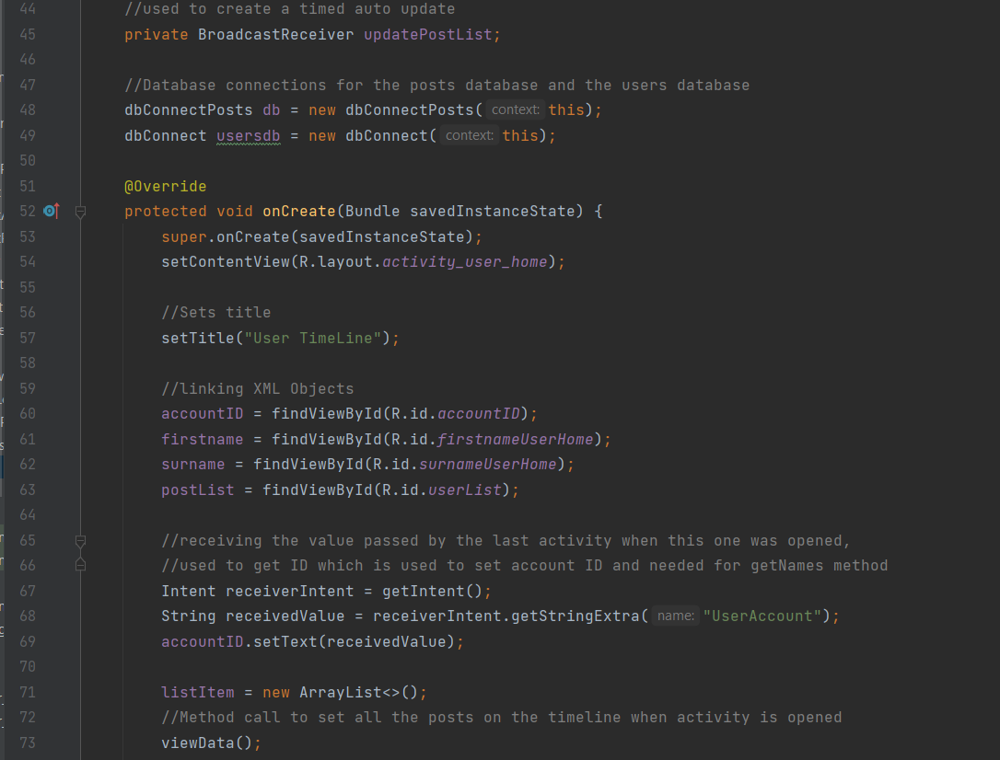 44 //used to create a timed auto update
45 private BroadcastReceiver updatePostList;
46
47 //Database connections for the posts database and the users database
48 dbConnectPosts db = new dbConnectPosts( context: this);
49 dbConnect usersdb = new dbConnect( context: this);
50
51 @Override
52 protected void onCreate(Bundle savedInstanceState) {
53 super.onCreate(savedInstanceState);
54 setContentView(R.layout.activity_user_home);
55
56 //Sets title
57 setTitle("User TimeLine");
58
59 //linking XML Objects
60 accountID = findViewById(R.id.accountID);
61 firstname = findViewById(R.id.firstnameUserHome);
62 surname = findViewById(R.id.surnameUserHome);
63 postList = findViewById(R.id.userList);
64
65 //receiving the value passed by the last activity when this one was opened,
66 //used to get ID which is used to set account ID and needed for getNames method
67 Intent receiverIntent = getIntent();
68 String receivedValue = receiverIntent.getStringExtra( name: "UserAccount");
69 accountID.setText(receivedValue);
70
71 listItem = new ArrayList<>();
72 //Method call to set all the posts on the timeline when activity is opened
73 viewData();